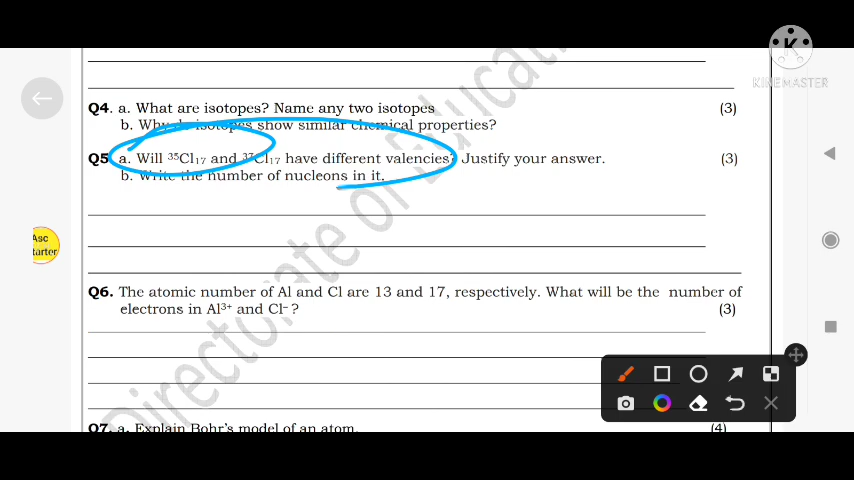 KINEMASTER
Q4. a. What are isotopes? Name any two isotopes (3)
b. Why do isotopes show similar chemical properties?
Q5. a. Will ³⁵Cl₁₇ and ³⁷Cl₁₇ have different valencies? Justify your answer. (3)
b. Write the number of nucleons in it.
Asc
tarter
Q6. The atomic number of Al and Cl are 13 and 17, respectively. What will be the number of
electrons in Al³⁺ and Cl⁻? (3)
Q7. a. Explain Bohr's model of an atom. (4)
Directorate of Educati